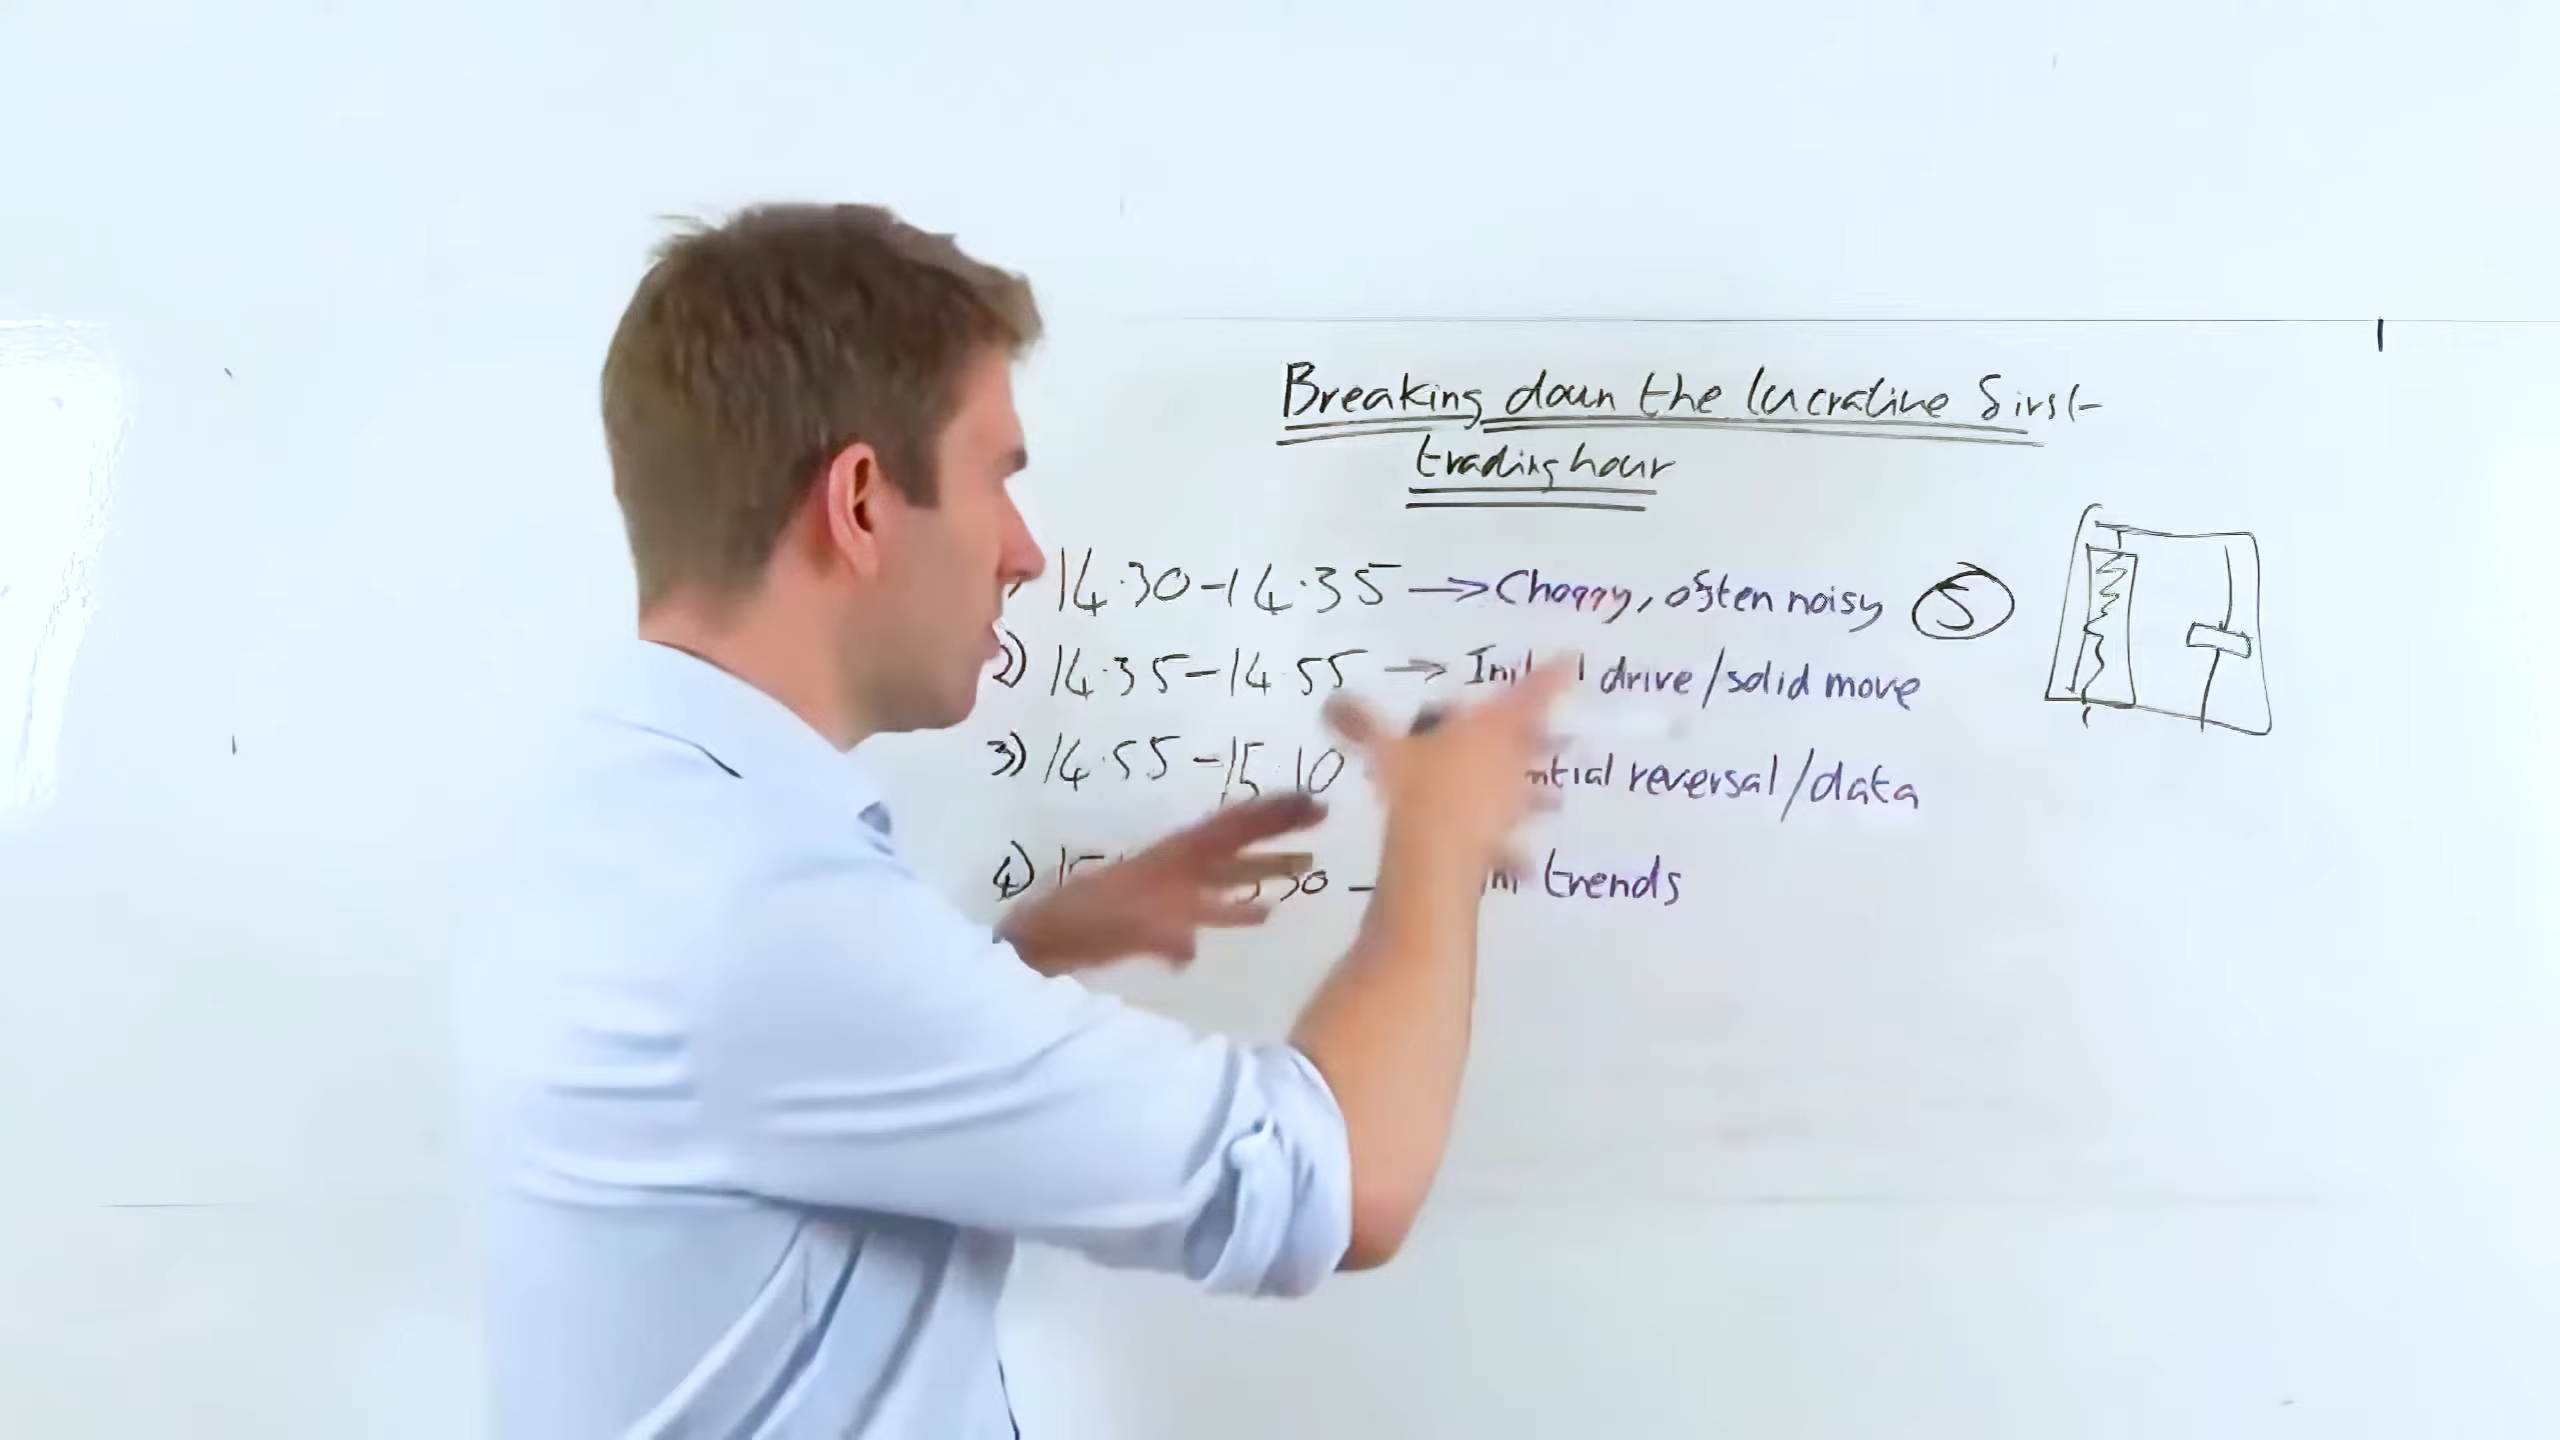 Breaking down the lucrative first
trading hour
14.30-14.35 → Choppy, often noisy 5
2) 14.35-14.55 → drive/solid move
3) 14.55-15.10 reversal/data
4) trends